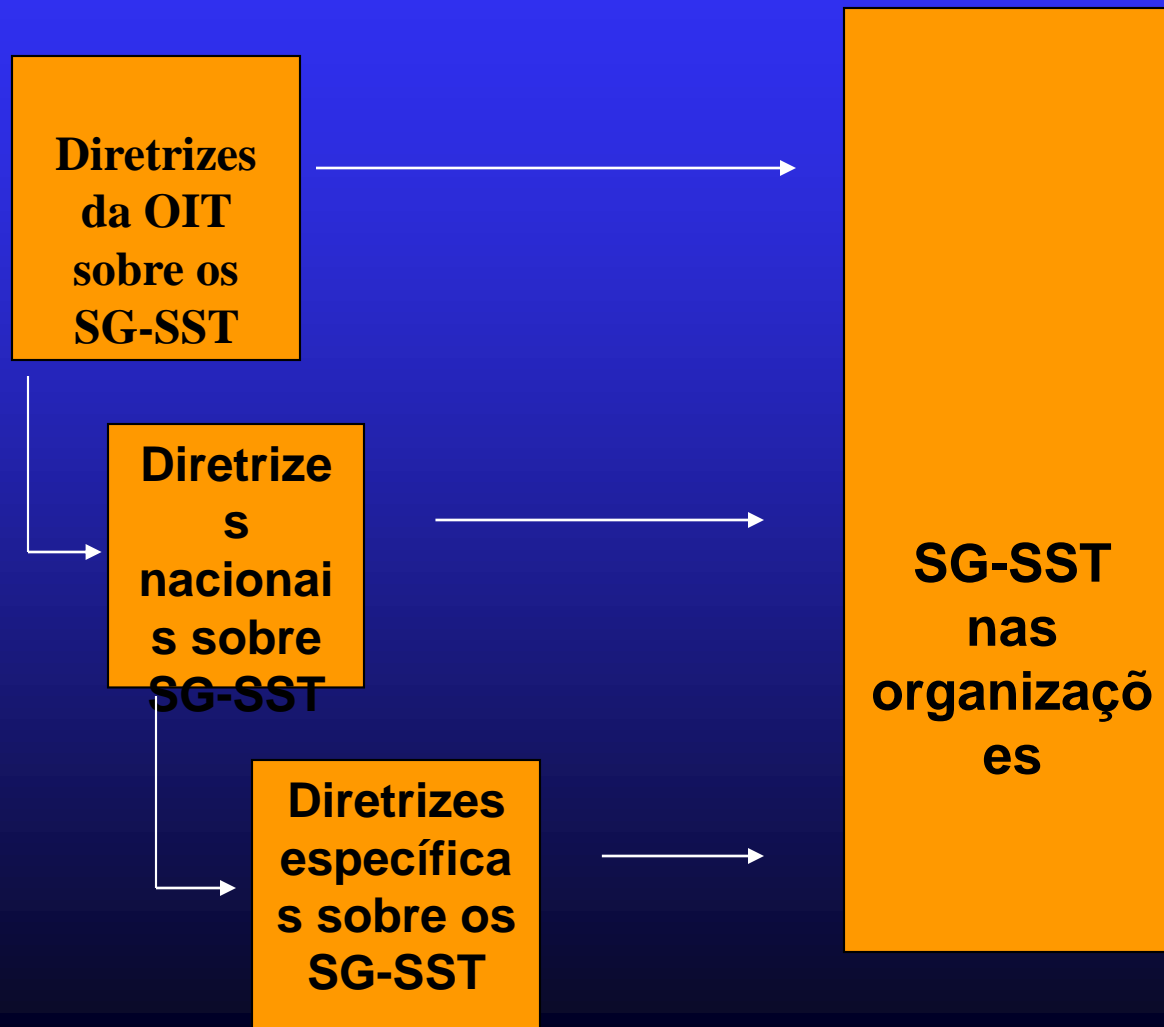 Diretrizes
da OIT
sobre os
SG-SST
Diretrize
s
nacionai
s sobre
SG-SST
Diretrizes
específica
s sobre os
SG-SST
SG-SST
nas
organizaçõ
es